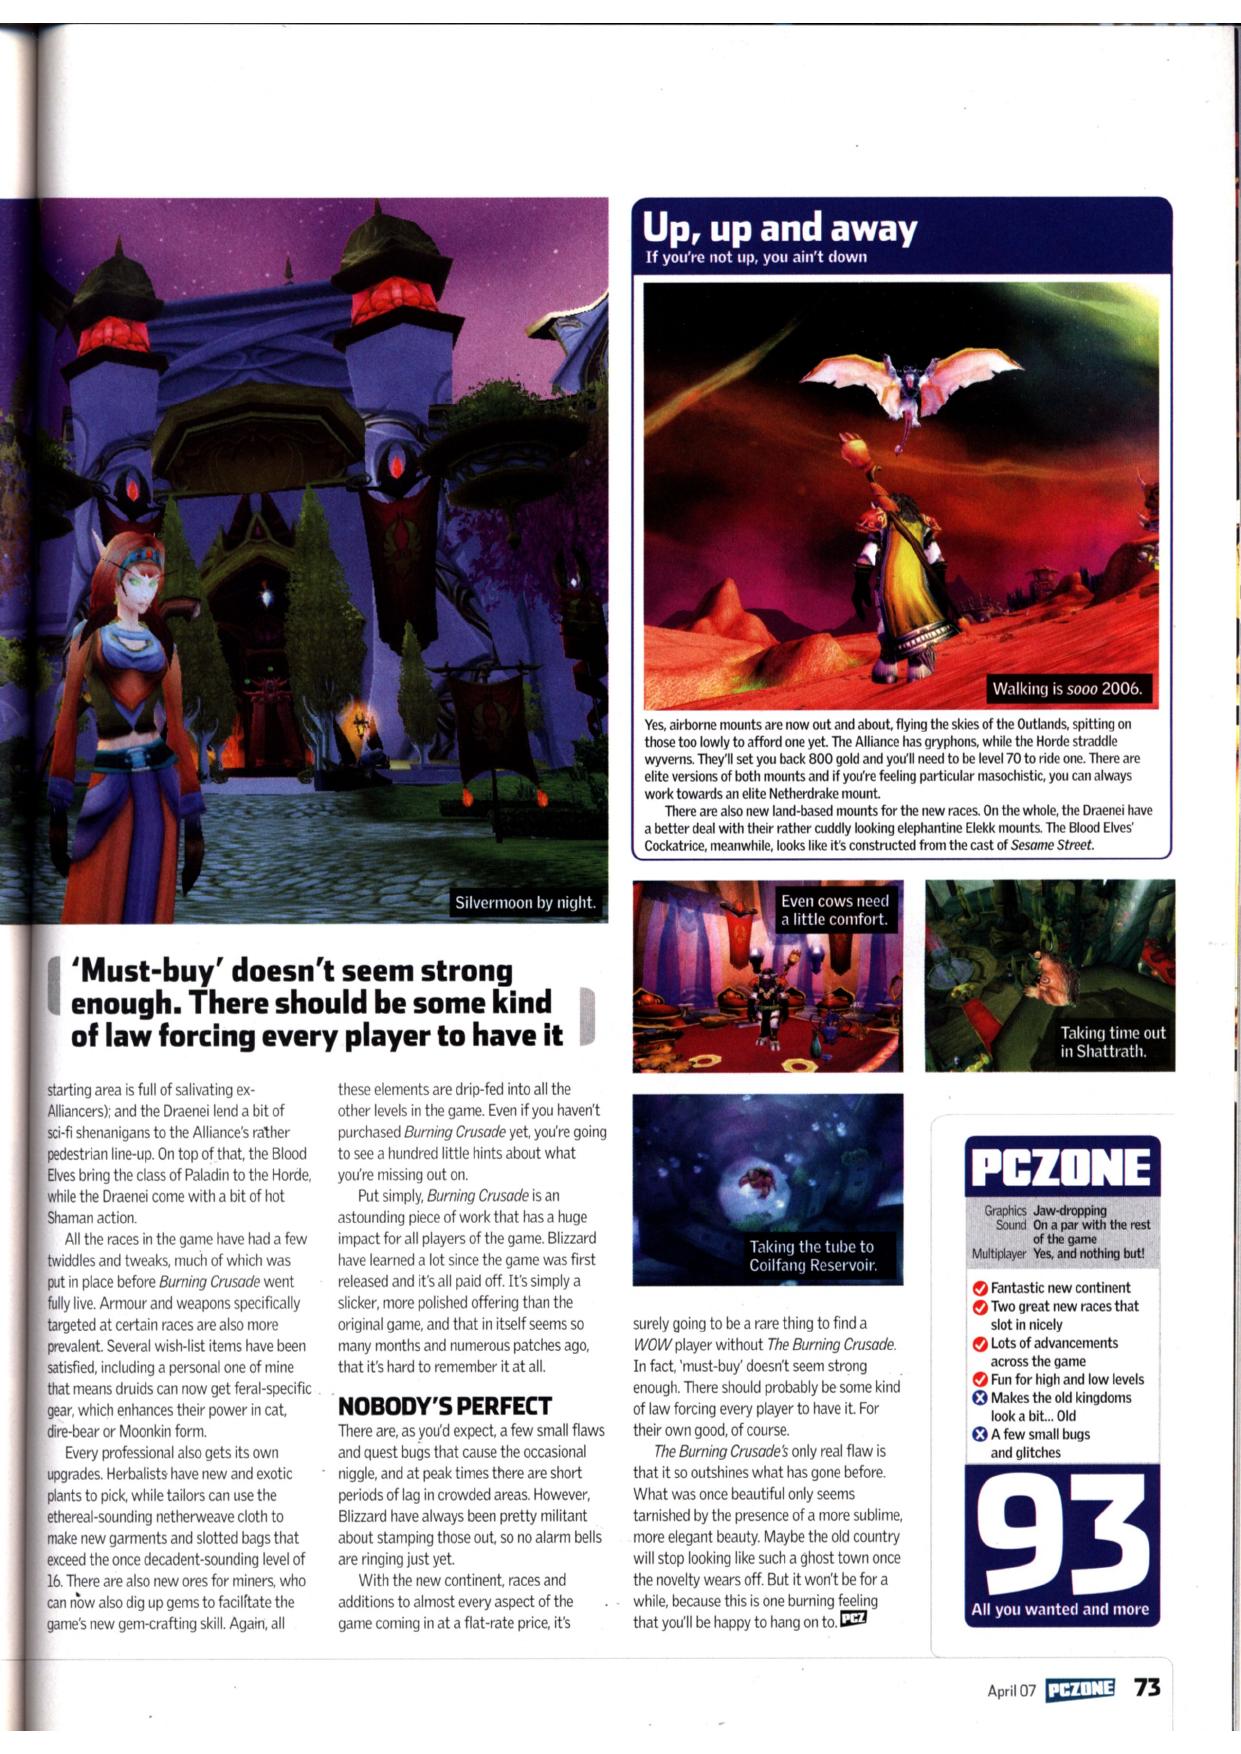 Up, up and away
If you're not up, you ain't down
Walking is sooo 2006.
Yes, airborne mounts are now out and about, flying the skies of the Outlands, spitting on
those too lowly to afford one yet. The Alliance has gryphons, while the Horde straddle
wyverns. They'll set you back 800 gold and you'll need to be level 70 to ride one. There are
elite versions of both mounts and if you're feeling particular masochistic, you can always
work towards an elite Netherdrake mount.
There are also new land-based mounts for the new races. On the whole, the Draenei have
a better deal with their rather cuddly looking elephantine Elekk mounts. The Blood Elves'
Cockatrice, meanwhile, looks like it's constructed from the cast of Sesame Street.
Silvermoon by night.
Even cows need
a little comfort.
Taking time out
in Shattrath.
Taking the tube to
Coilfang Reservoir.
'Must-buy' doesn't seem strong
enough. There should be some kind
of law forcing every player to have it
starting area is full of salivating ex-
Alliancers); and the Draenei lend a bit of
sci-fi shenanigans to the Alliance's rather
pedestrian line-up. On top of that, the Blood
Elves bring the class of Paladin to the Horde,
while the Draenei come with a bit of hot
Shaman action.
All the races in the game have had a few
twiddles and tweaks, much of which was
put in place before Burning Crusade went
fully live. Armour and weapons specifically
targeted at certain races are also more
prevalent. Several wish-list items have been
satisfied, including a personal one of mine
that means druids can now get feral-specific
gear, which enhances their power in cat,
dire-bear or Moonkin form.
Every professional also gets its own
upgrades. Herbalists have new and exotic
plants to pick, while tailors can use the
ethereal-sounding netherweave cloth to
make new garments and slotted bags that
exceed the once decadent-sounding level of
16. There are also new ores for miners, who
can now also dig up gems to facilitate the
game's new gem-crafting skill. Again, all
these elements are drip-fed into all the
other levels in the game. Even if you haven't
purchased Burning Crusade yet, you're going
to see a hundred little hints about what
you're missing out on.
Put simply, Burning Crusade is an
astounding piece of work that has a huge
impact for all players of the game. Blizzard
have learned a lot since the game was first
released and it's all paid off. It's simply a
slicker, more polished offering than the
original game, and that in itself seems so
many months and numerous patches ago,
that it's hard to remember it at all.
NOBODY'S PERFECT
There are, as you'd expect, a few small flaws
and quest bugs that cause the occasional
niggle, and at peak times there are short
periods of lag in crowded areas. However,
Blizzard have always been pretty militant
about stamping those out, so no alarm bells
are ringing just yet.
With the new continent, races and
additions to almost every aspect of the
game coming in at a flat-rate price, it's
surely going to be a rare thing to find a
WOW player without The Burning Crusade.
In fact, 'must-buy' doesn't seem strong
enough. There should probably be some kind
of law forcing every player to have it. For
their own good, of course.
The Burning Crusade's only real flaw is
that it so outshines what has gone before.
What was once beautiful only seems
tarnished by the presence of a more sublime,
more elegant beauty. Maybe the old country
will stop looking like such a ghost town once
the novelty wears off. But it won't be for a
while, because this is one burning feeling
that you'll be happy to hang on to. PCZ
PCZONE
Graphics Jaw-dropping
Sound On a par with the rest
of the game
Multiplayer Yes, and nothing but!
Fantastic new continent
Two great new races that
slot in nicely
Lots of advancements
across the game
Fun for high and low levels
Makes the old kingdoms
look a bit... Old
A few small bugs
and glitches
93
All you wanted and more
April 07 PCZONE 73